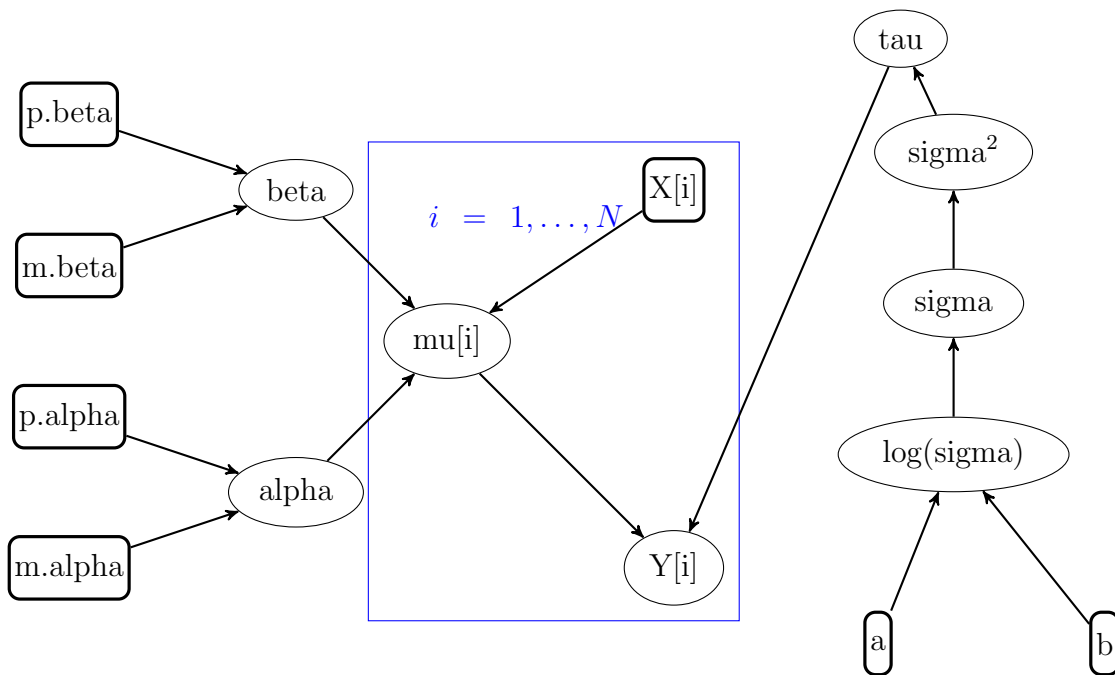 tau
p.beta
sigma²
beta
X[i]
i = 1, . . . , N
m.beta
sigma
mu[i]
p.alpha
log(sigma)
alpha
m.alpha
Y[i]
a
b